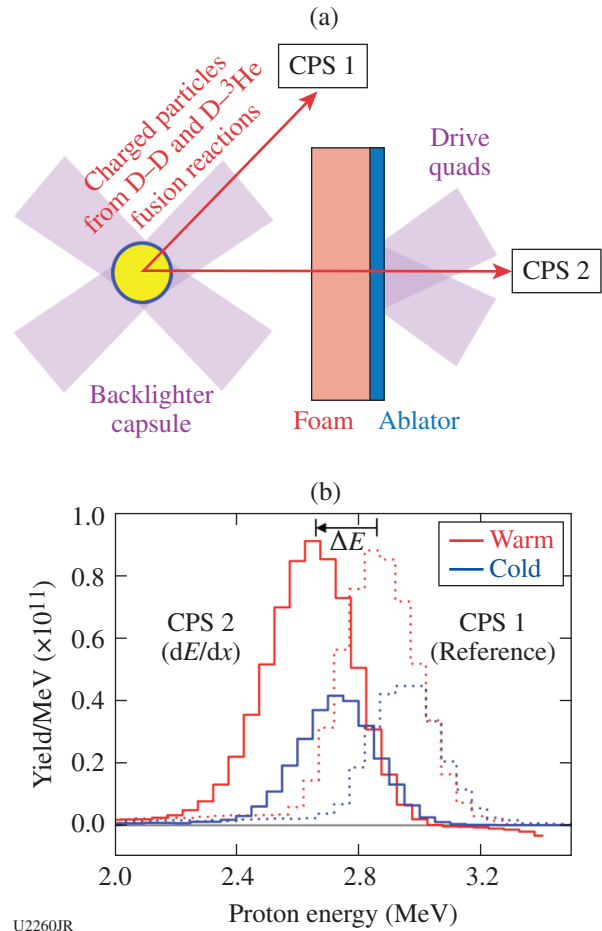 (a)
CPS 1
Charged particles
from D–D and D–³He
fusion reactions
Drive
quads
CPS 2
Backlighter
capsule
Foam
Ablator
(b)
1.0
0.8
0.6
0.4
0.2
0.0
Yield/MeV (×10¹¹)
ΔE
Warm
Cold
CPS 2
(dE/dx)
CPS 1
(Reference)
2.0
2.4
2.8
3.2
Proton energy (MeV)
U2260JR